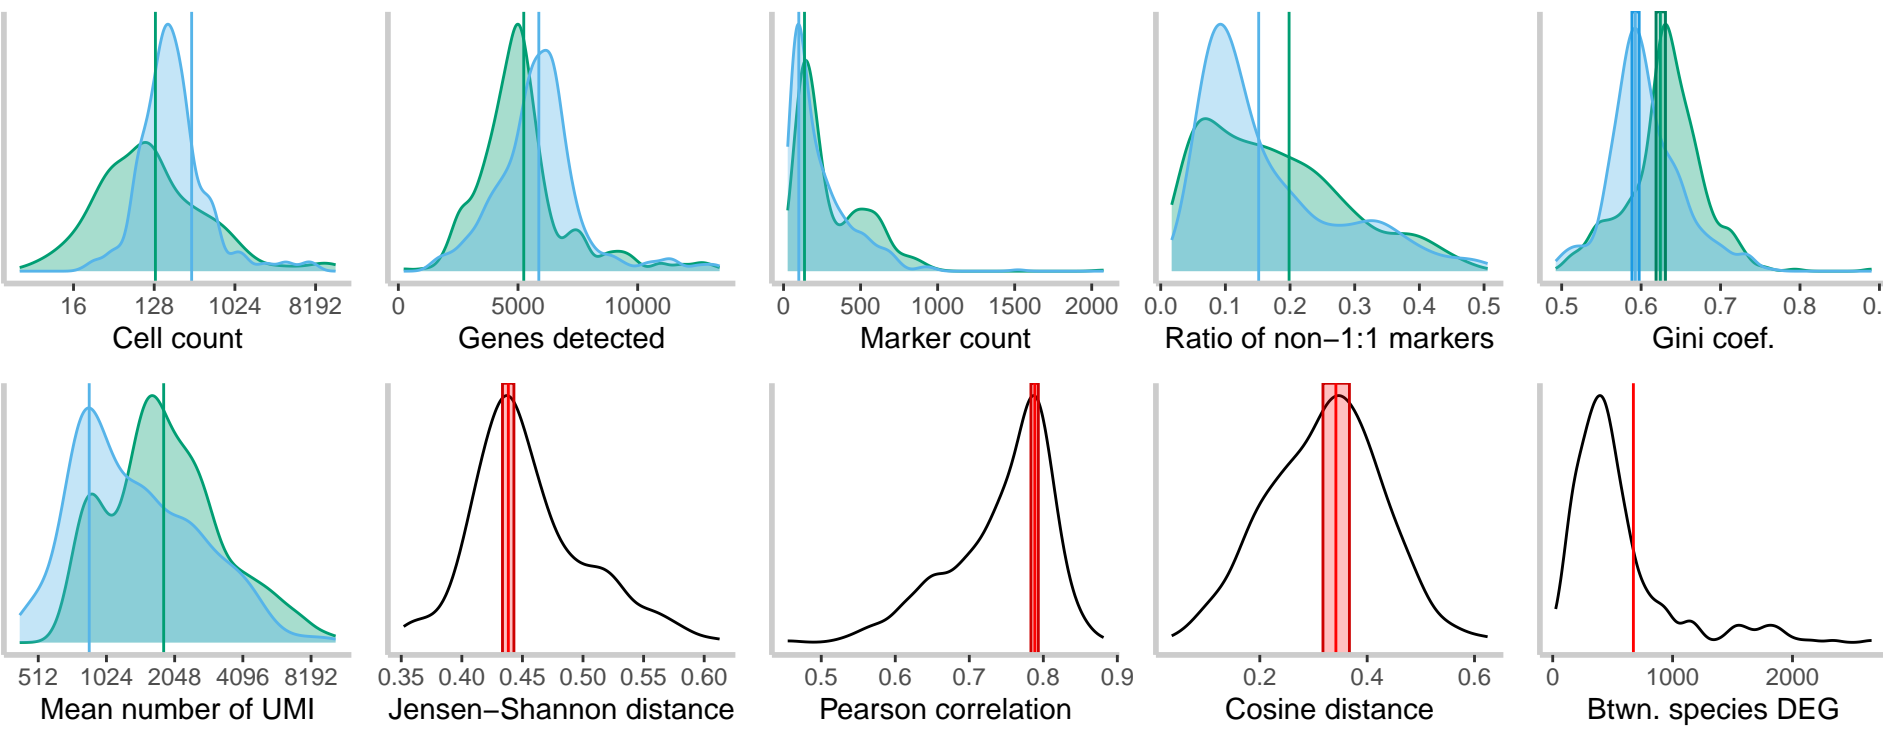 16 128 1024 8192
Cell count
0 5000 10000
Genes detected
0 500 1000 1500 2000
Marker count
0.0 0.1 0.2 0.3 0.4 0.5
Ratio of non−1:1 markers
0.5 0.6 0.7 0.8 0.
Gini coef.
512 1024 2048 4096 8192
Mean number of UMI
0.35 0.40 0.45 0.50 0.55 0.60
Jensen−Shannon distance
0.5 0.6 0.7 0.8 0.9
Pearson correlation
0.2 0.4 0.6
Cosine distance
0 1000 2000
Btwn. species DEG